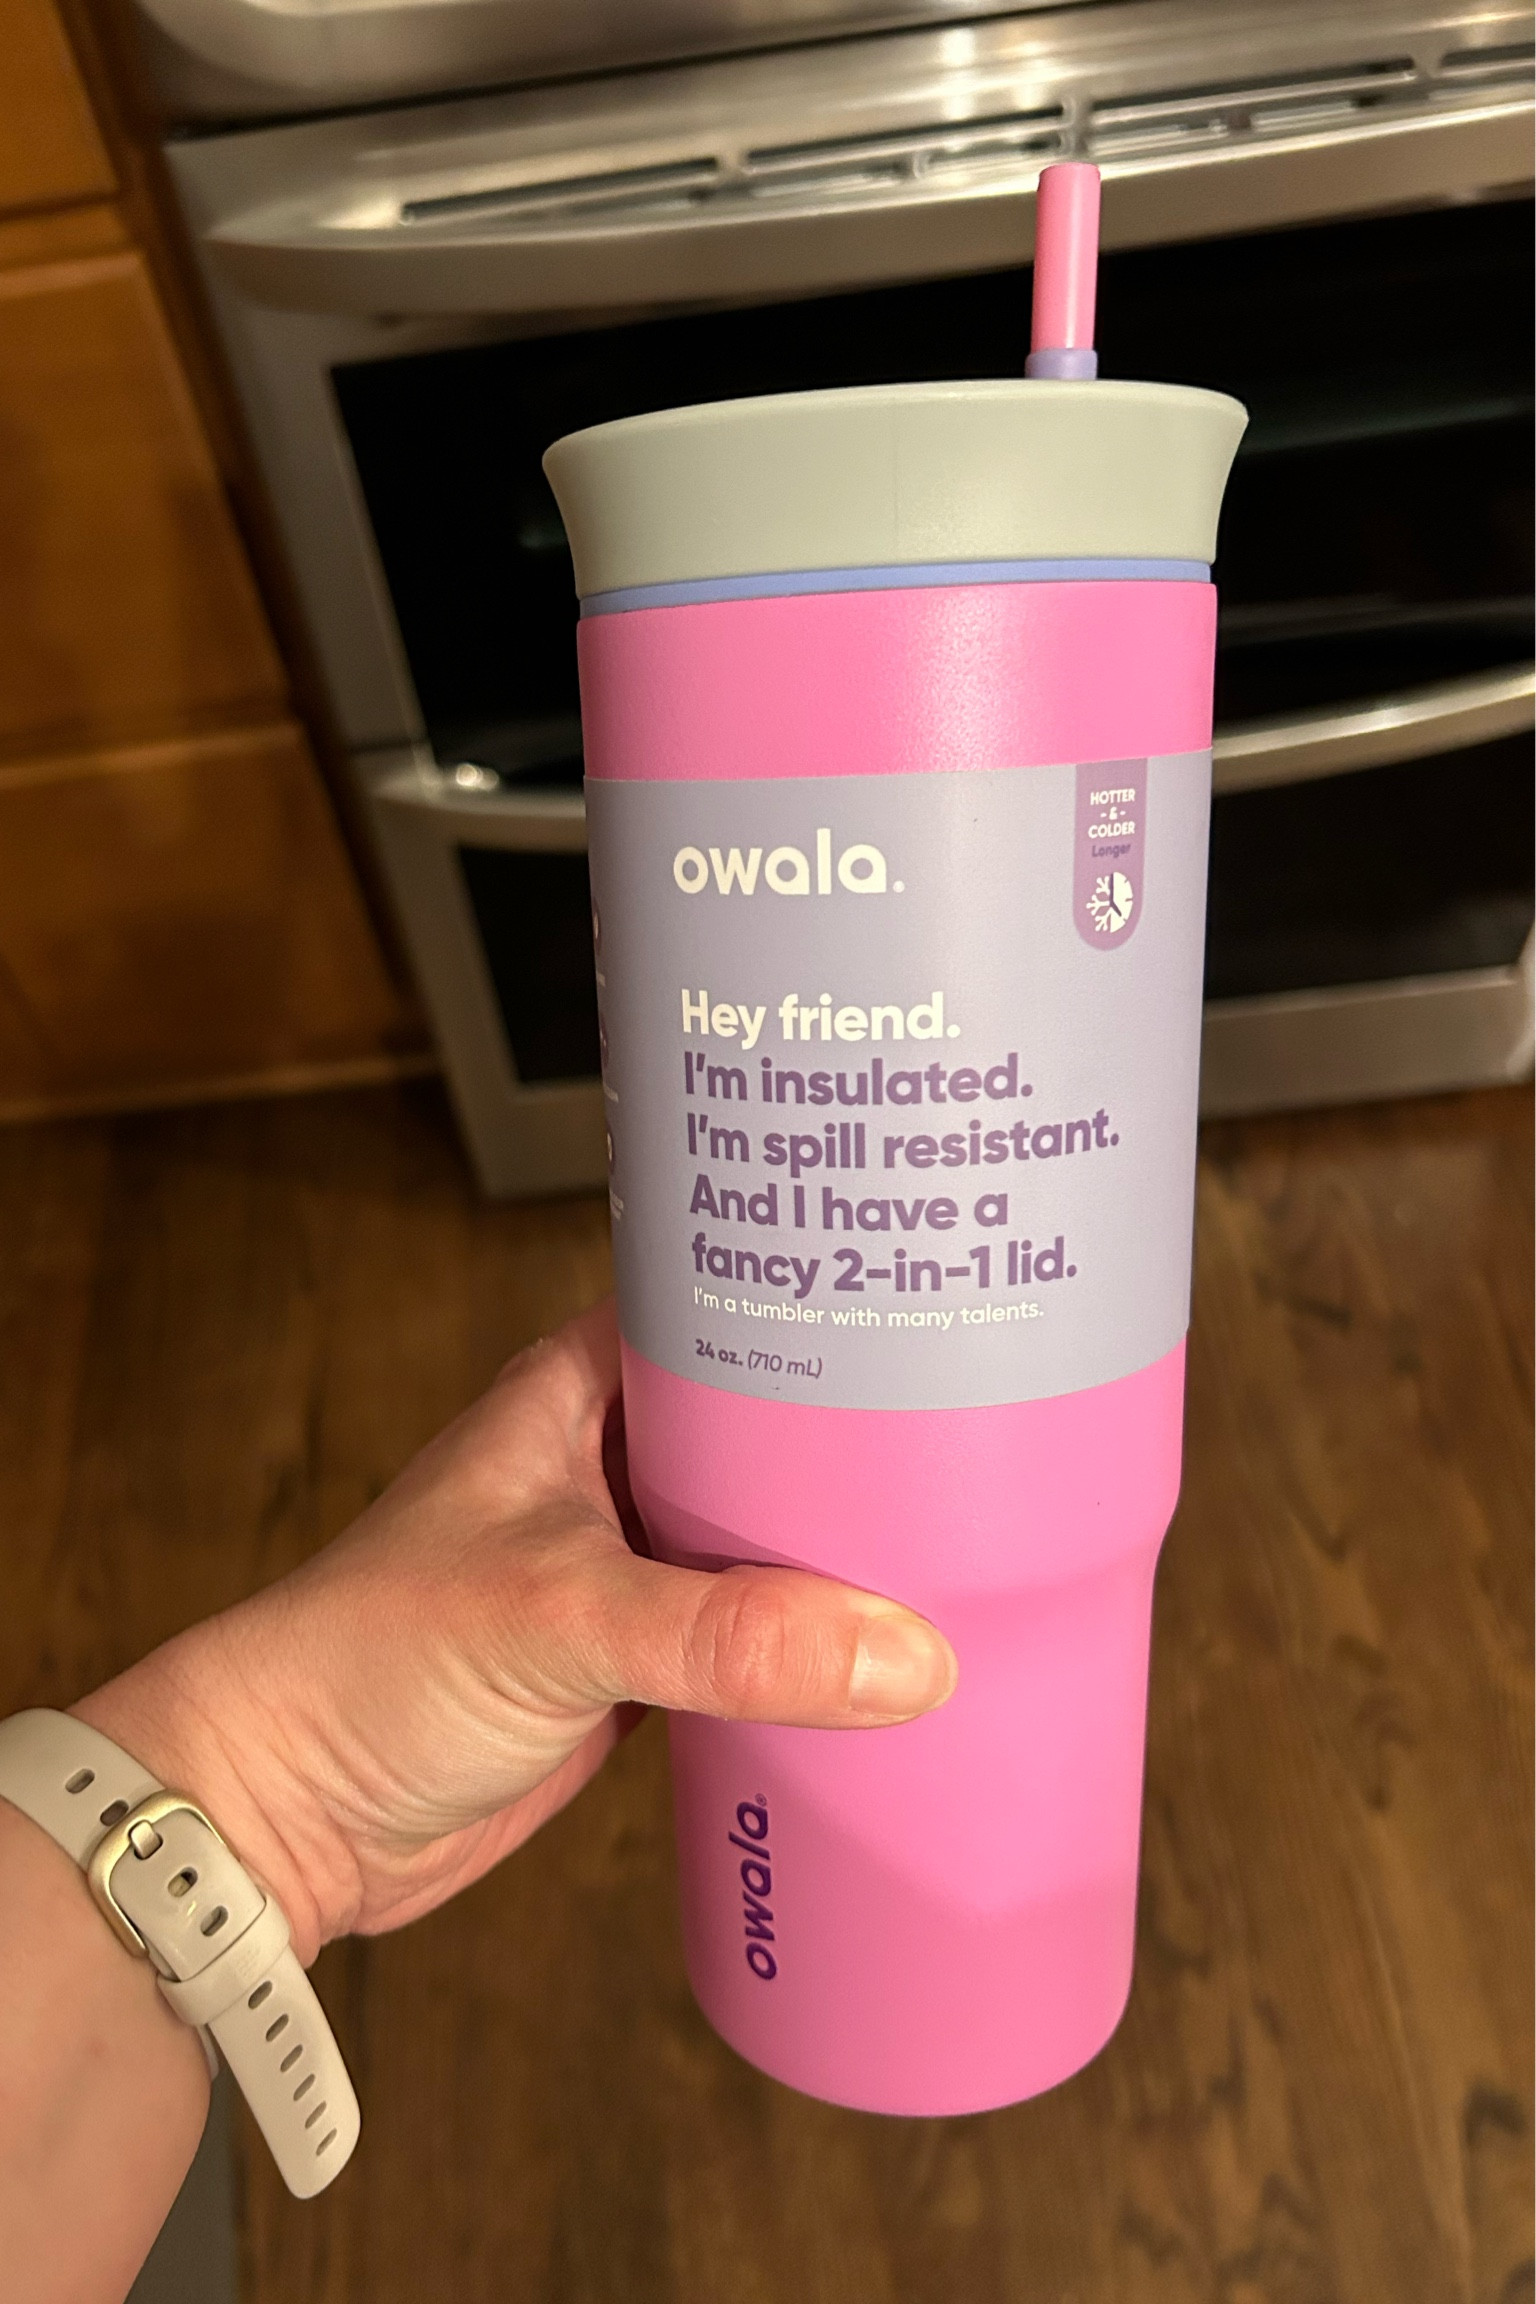 owala®
HOTTER
- & -
COLDER
Longer
Hey friend.
I'm insulated.
I'm spill resistant.
And I have a
fancy 2-in-1 lid.
I'm a tumbler with many talents.
24 oz. (710 mL)
owala®